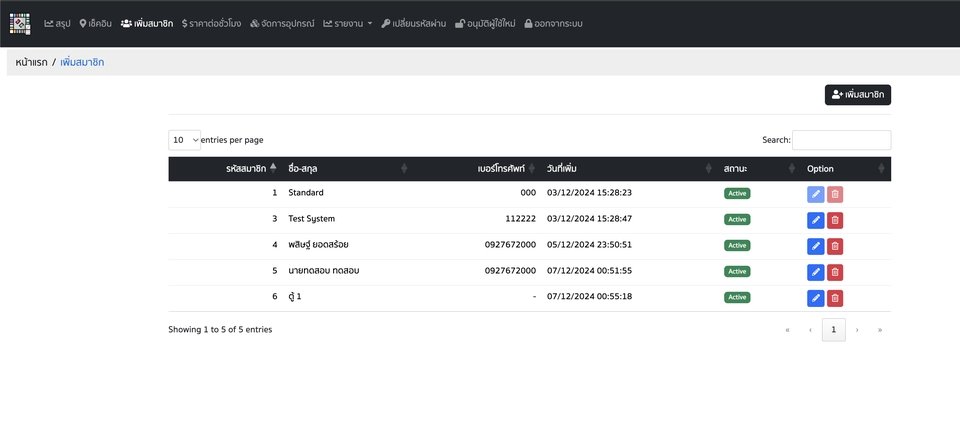 สรุป เช็คอิน เพิ่มสมาชิก ราคาต่อชั่วโมง จัดการอุปกรณ์ รายงาน เปลี่ยนรหัสผ่าน อนุมัติผู้ใช้ใหม่ ออกจากระบบ
หน้าแรก / เพิ่มสมาชิก
เพิ่มสมาชิก
10 entries per page Search:
รหัสสมาชิก ชื่อ-สกุล เบอร์โทรศัพท์ วันที่เพิ่ม สถานะ Option
1 Standard 000 03/12/2024 15:28:23 Active
3 Test System 112222 03/12/2024 15:28:47 Active
4 พสิษฐ์ ยอดสร้อย 0927672000 05/12/2024 23:50:51 Active
5 นายทดสอบ ทดสอบ 0927672000 07/12/2024 00:51:55 Active
6 ตู้ 1 - 07/12/2024 00:55:18 Active
Showing 1 to 5 of 5 entries « ‹ 1 › »